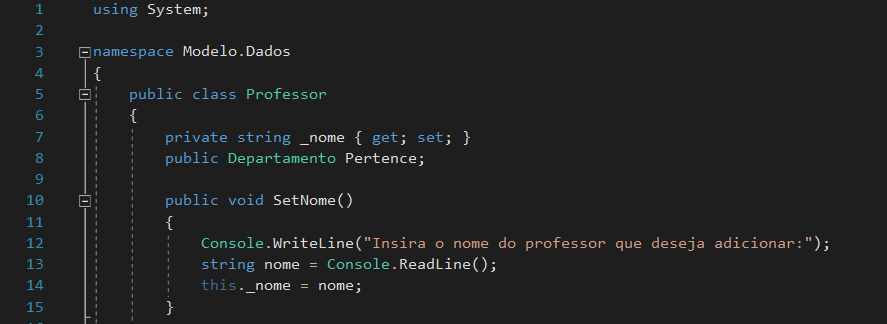 1 using System;
2
3 namespace Modelo.Dados
4 {
5 public class Professor
6 {
7 private string _nome { get; set; }
8 public Departamento Pertence;
9
10 public void SetNome()
11 {
12 Console.WriteLine("Insira o nome do professor que deseja adicionar:");
13 string nome = Console.ReadLine();
14 this._nome = nome;
15 }